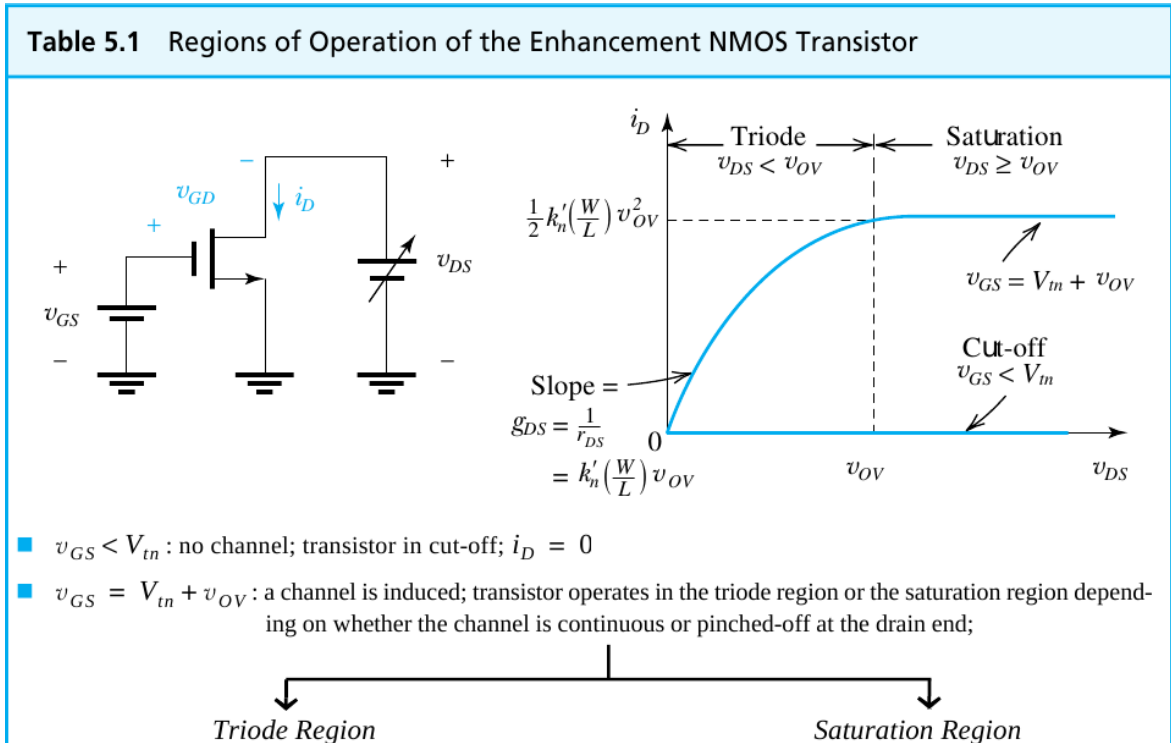 Table 5.1 Regions of Operation of the Enhancement NMOS Transistor
−
+
v_GD
i_D
+
+
v_GS
−
v_DS
−
i_D
Triode
v_DS < v_OV
Saturation
v_DS ≥ v_OV
1/2 k′_n (W/L) v²_OV
v_GS = V_tn + v_OV
Cut-off
v_GS < V_tn
Slope =
g_DS = 1/r_DS
= k′_n (W/L) v_OV
0
v_OV
v_DS
■ v_GS < V_tn : no channel; transistor in cut-off; i_D = 0
■ v_GS = V_tn + v_OV : a channel is induced; transistor operates in the triode region or the saturation region depend-
ing on whether the channel is continuous or pinched-off at the drain end;
Triode Region
Saturation Region